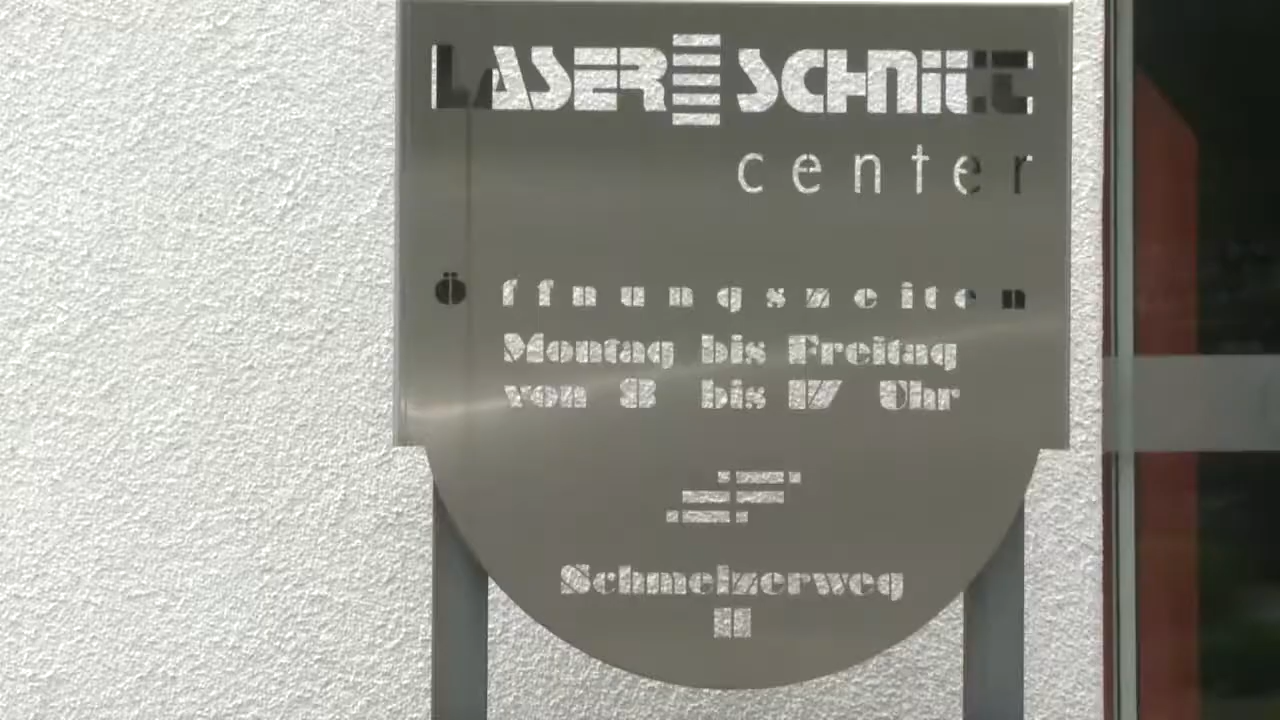 LASER SCHNITT
center
Öffnungszeiten
Montag bis Freitag
von 8 bis 17 Uhr
Schmelzerweg
11